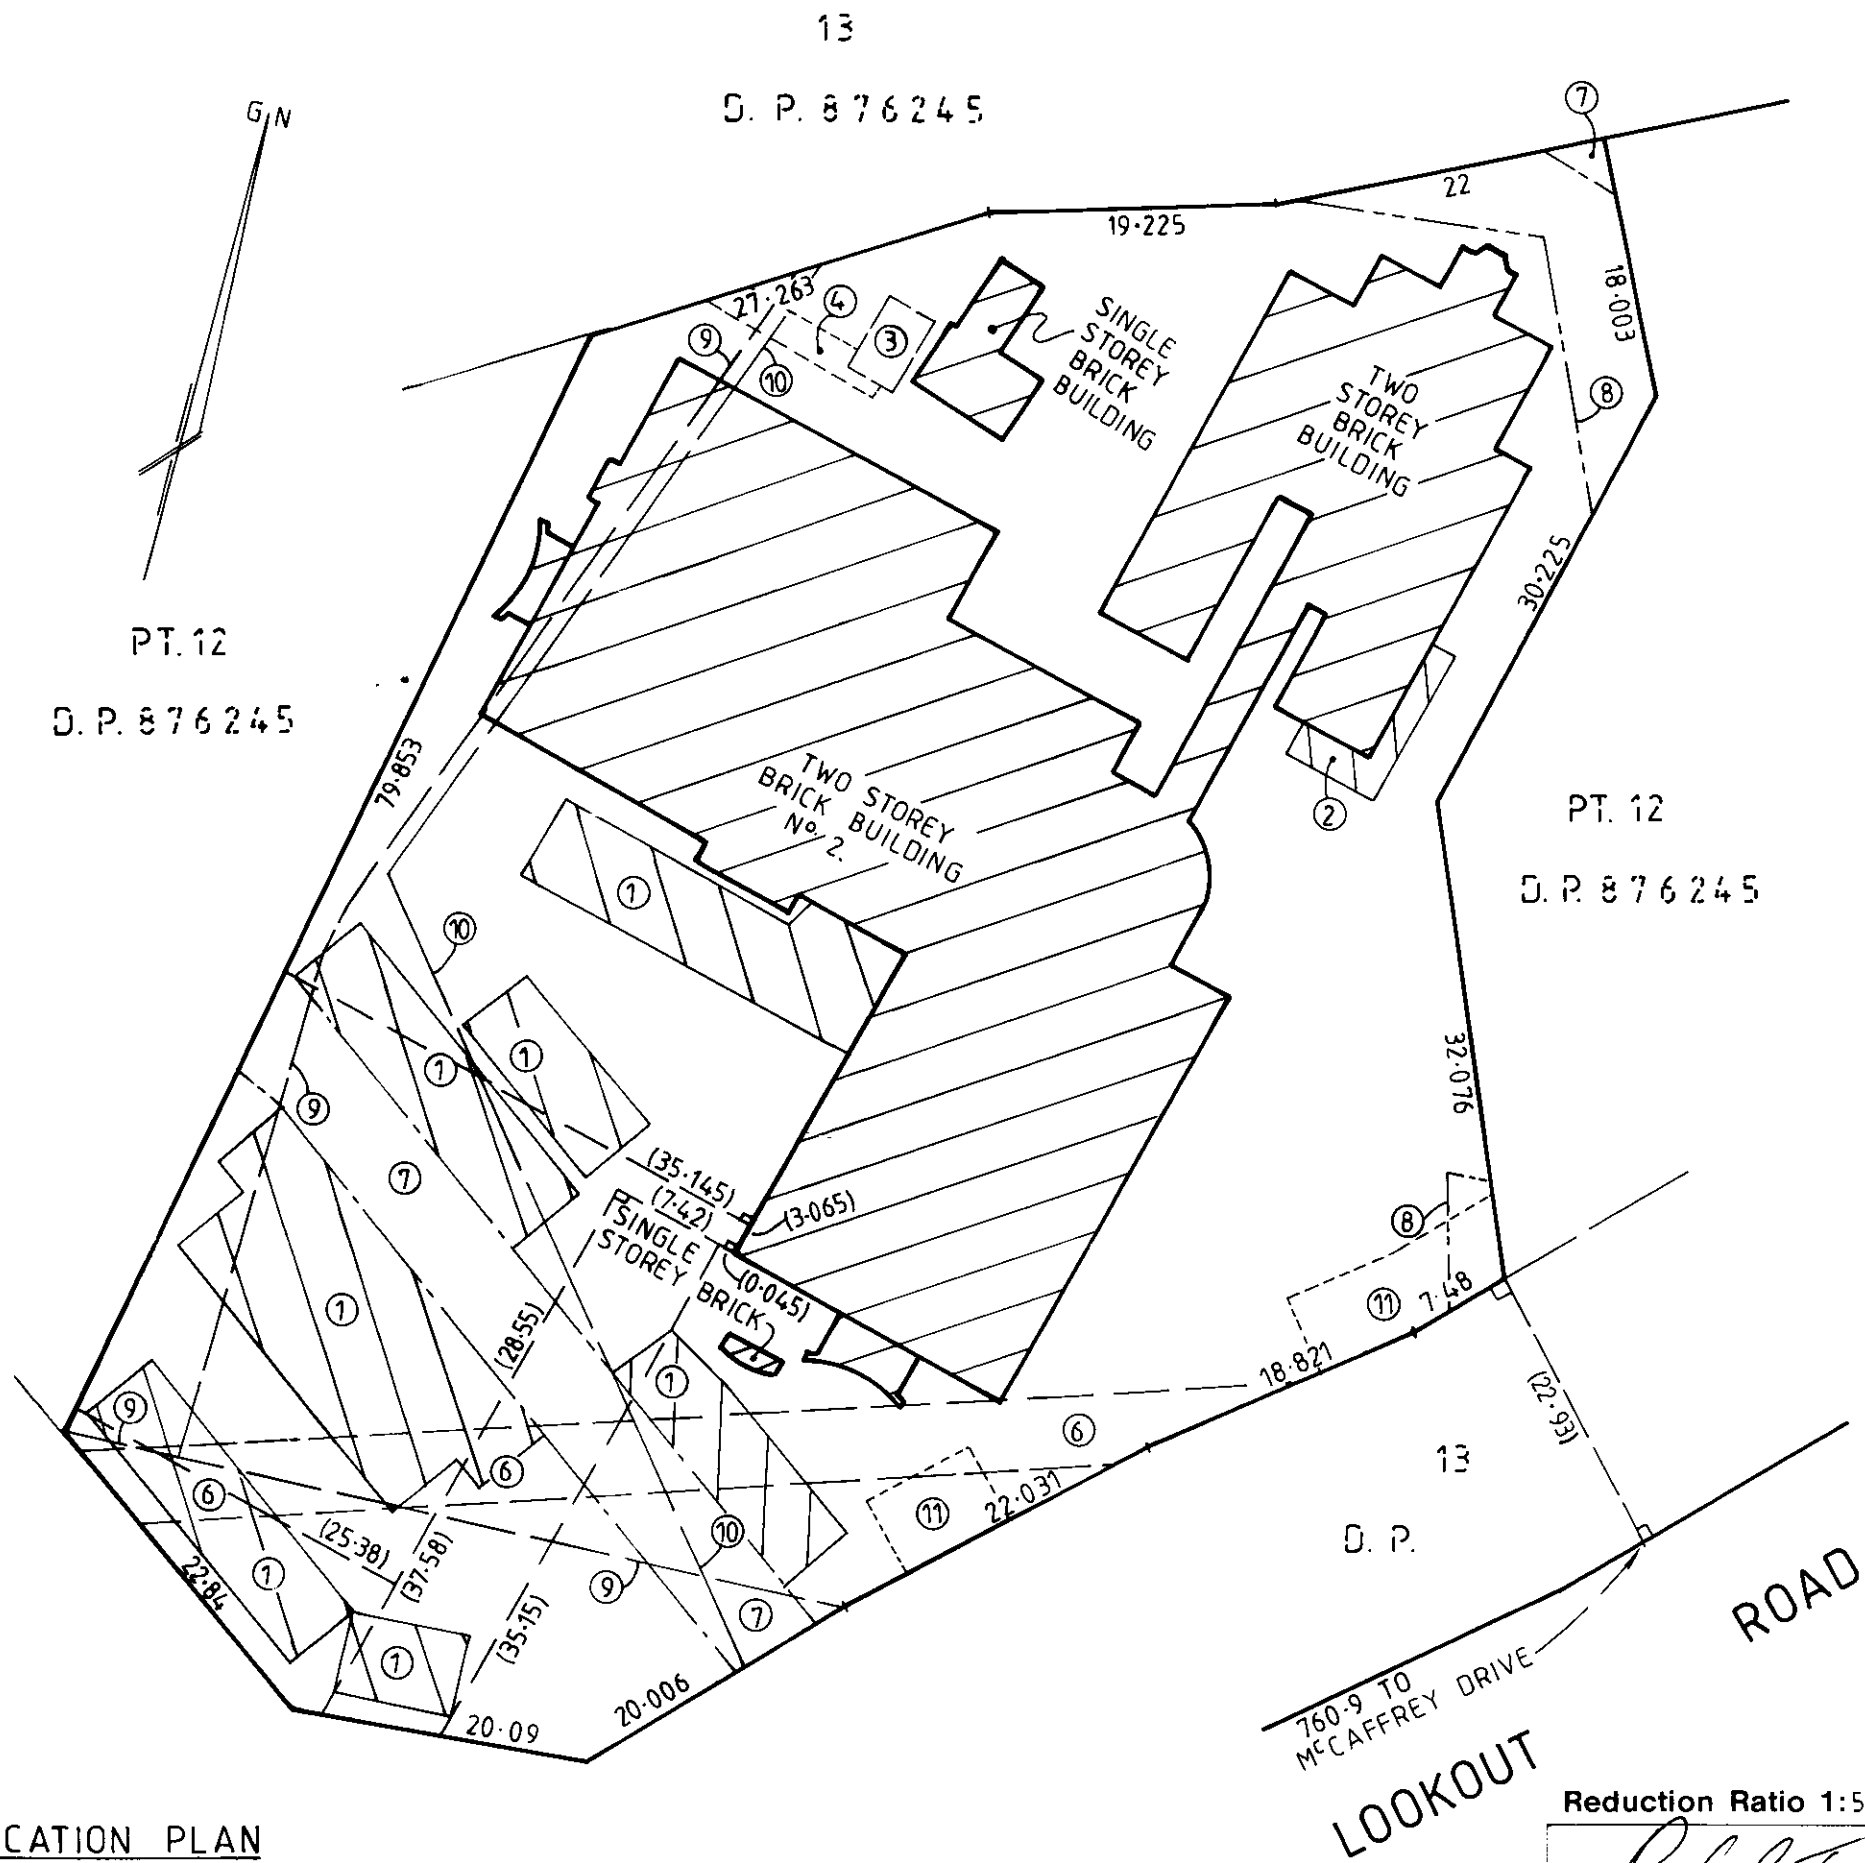 13
D. P. 876245
GN
7
22
19·225
18·003
27·263
4
3
9
10
SINGLE
STOREY
BRICK
BUILDING
TWO
STOREY
BRICK
BUILDING
8
30·225
PT. 12
D. P. 876245
79·853
TWO STOREY
BRICK BUILDING
Nº. 2.
2
PT. 12
D. P. 876245
1
10
1
1
9
7
32·076
(35·145)
(7·42)
(3·065)
SINGLE
STOREY
BRICK
(0·045)
8
11
7·48
1
(28·55)
1
18·821
(22·93)
9
6
6
6
11
22·031
13
D. P.
(25·38)
(37·58)
10
1
22·84
9
7
(35·15)
1
20·09
20·006
ROAD
760·9 TO
McCAFFREY DRIVE
LOOKOUT
Reduction Ratio 1:5
CATION PLAN